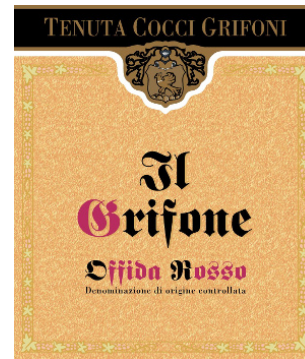 TENUTA COCCI GRIFONI
Il
Grifone
Offida Rosso
Denominazione di origine controllata